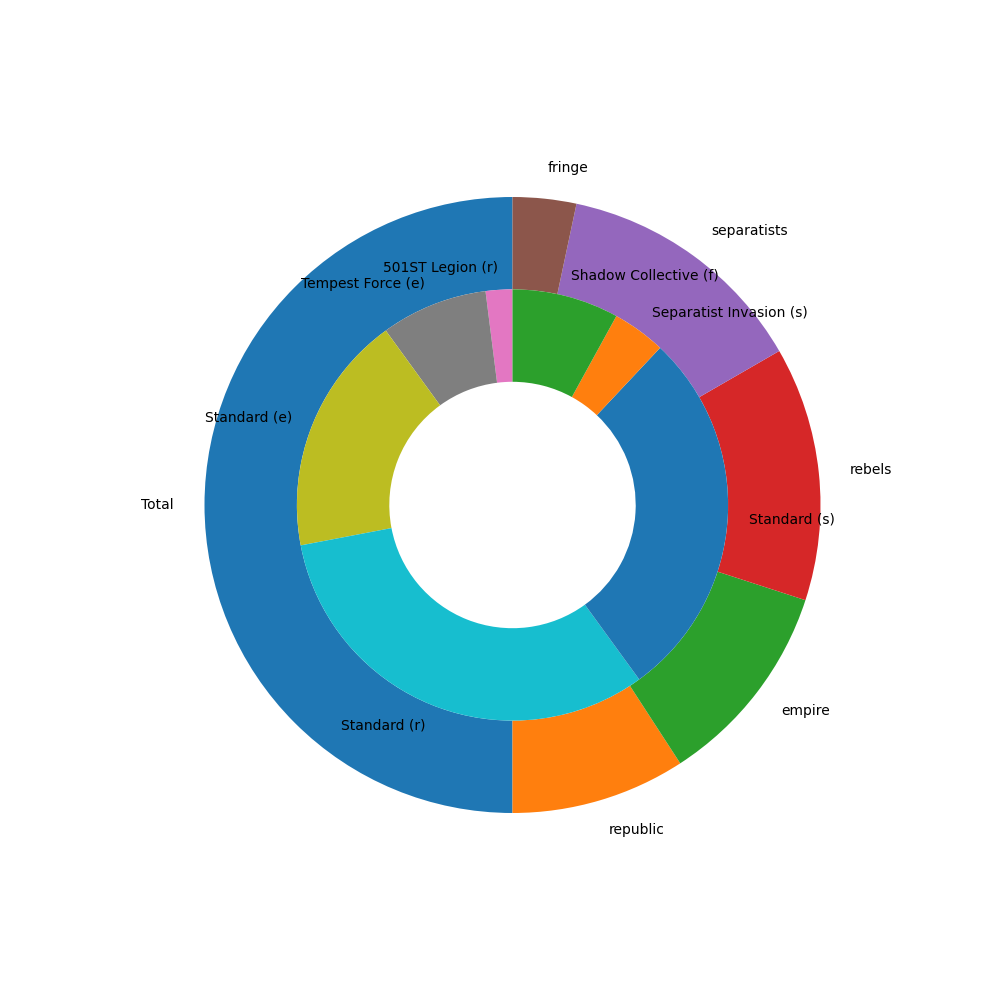 fringe
separatists
501ST Legion (r)
Shadow Collective (f)
Tempest Force (e)
Separatist Invasion (s)
Standard (e)
rebels
Total
Standard (s)
empire
Standard (r)
republic